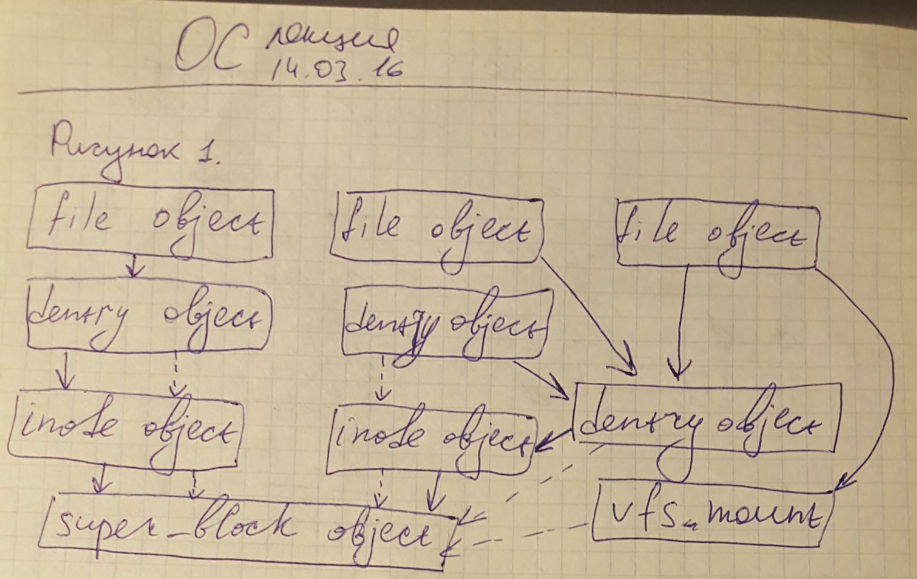 ОС лекция
14.03.16
Рисунок 1.
file object file object file object
dentry object dentry object
inode object inode object dentry object
super_block object vfs_mount